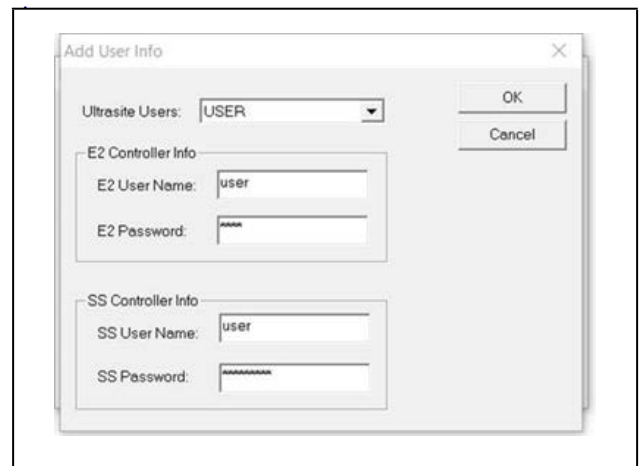 Add User Info
Ultrasite Users: USER
OK
Cancel
E2 Controller Info
E2 User Name: user
E2 Password: ****
SS Controller Info
SS User Name: user
SS Password: *********